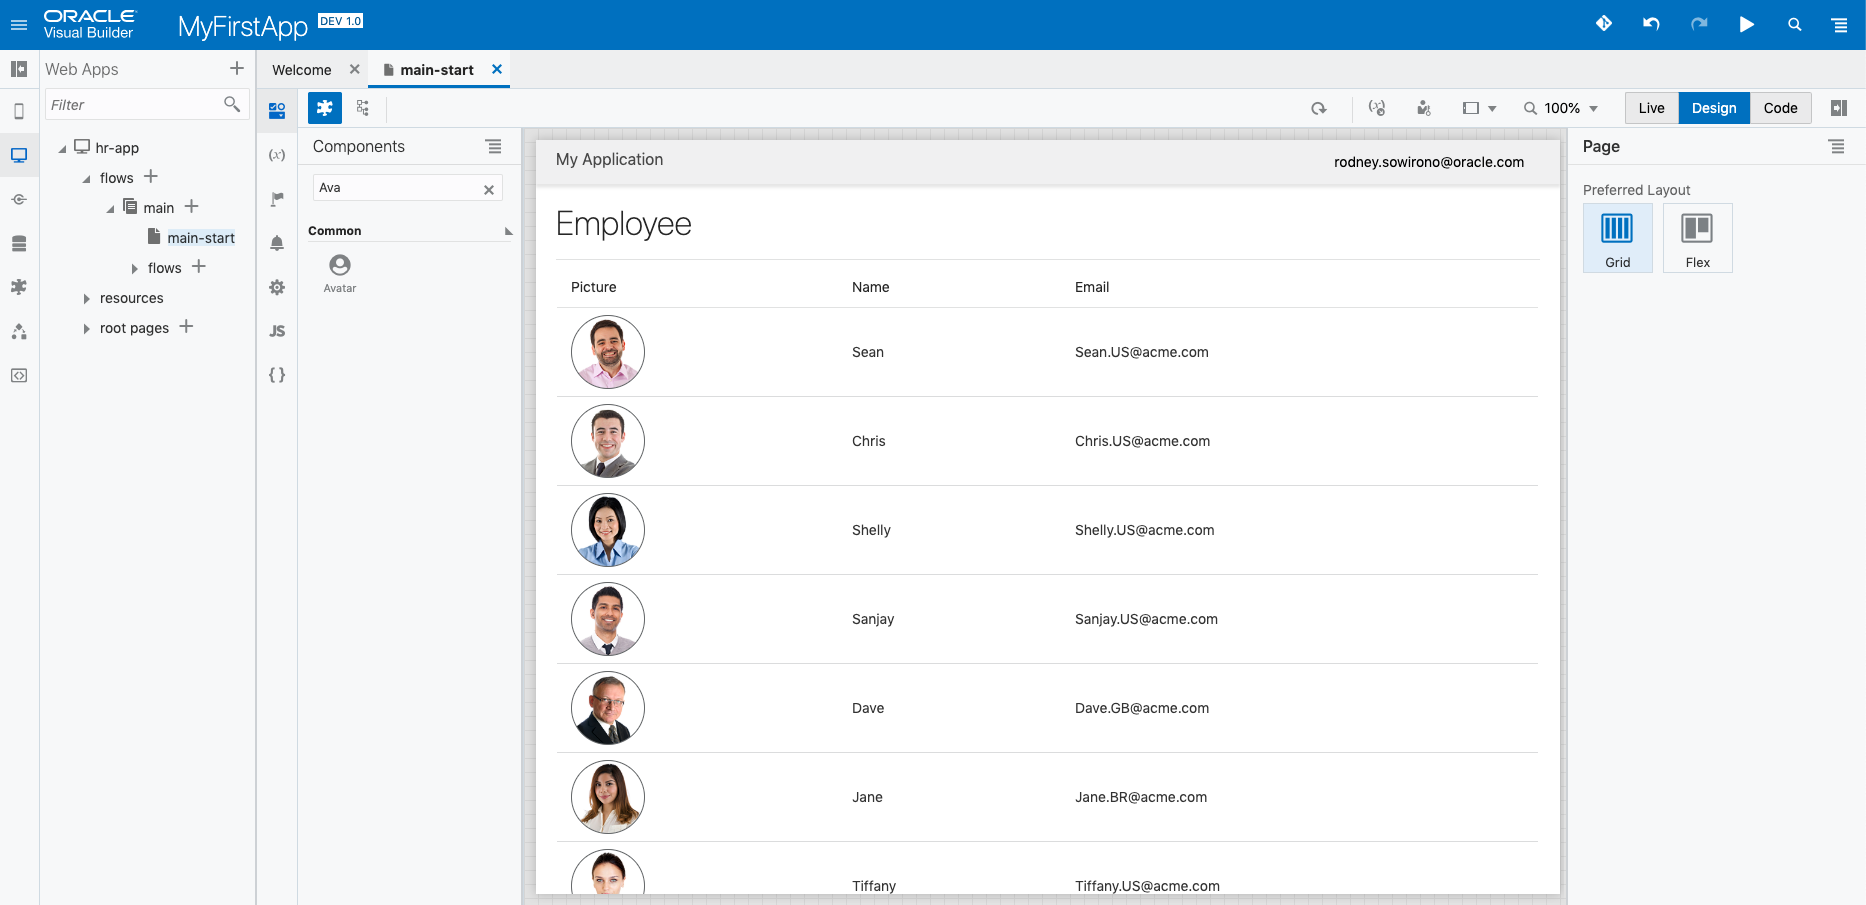 ORACLE
Visual Builder
MyFirstApp DEV 1.0
Web Apps
Filter
hr-app
flows
main
main-start
flows
resources
root pages
Welcome
main-start
(x)
JS
{ }
Components
Ava
Common
Avatar
100%
Live Design Code
My Application rodney.sowirono@oracle.com
Employee
Picture Name Email
Sean Sean.US@acme.com
Chris Chris.US@acme.com
Shelly Shelly.US@acme.com
Sanjay Sanjay.US@acme.com
Dave Dave.GB@acme.com
Jane Jane.BR@acme.com
Tiffany Tiffany.US@acme.com
Page
Preferred Layout
Grid Flex